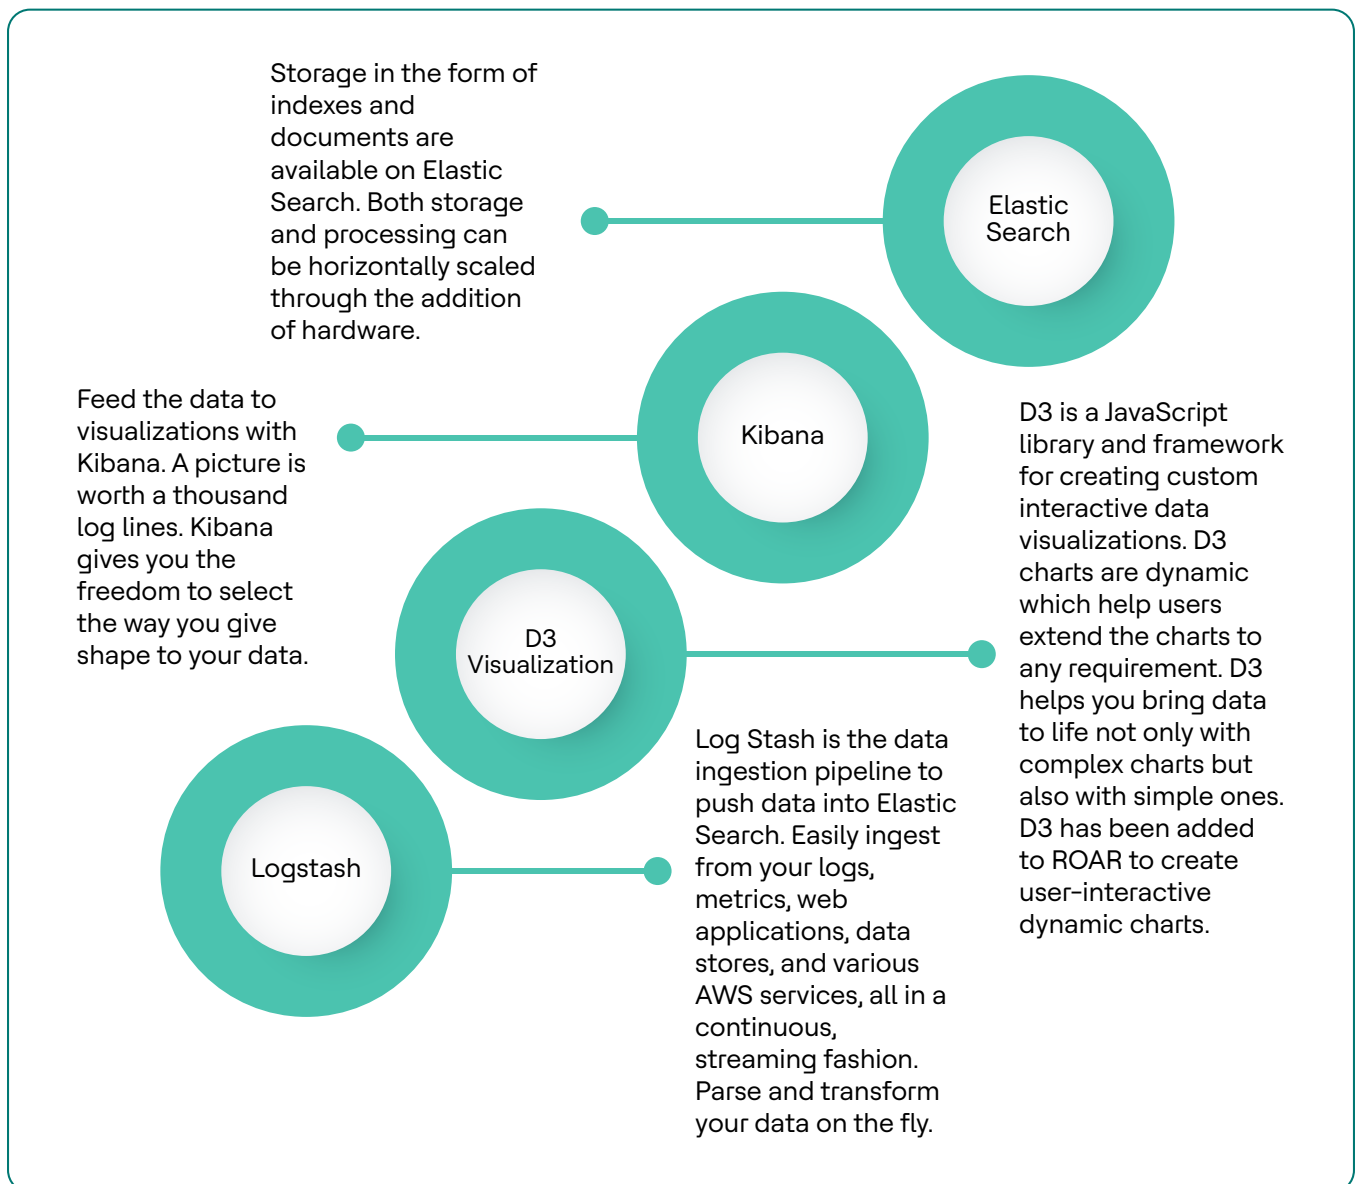 Storage in the form of
indexes and
documents are
available on Elastic
Search. Both storage
and processing can
be horizontally scaled
through the addition
of hardware.
Elastic
Search
Feed the data to
visualizations with
Kibana. A picture is
worth a thousand
log lines. Kibana
gives you the
freedom to select
the way you give
shape to your data.
Kibana
D3
Visualization
D3 is a JavaScript
library and framework
for creating custom
interactive data
visualizations. D3
charts are dynamic
which help users
extend the charts to
any requirement. D3
helps you bring data
to life not only with
complex charts but
also with simple ones.
D3 has been added
to ROAR to create
user-interactive
dynamic charts.
Logstash
Log Stash is the data
ingestion pipeline to
push data into Elastic
Search. Easily ingest
from your logs,
metrics, web
applications, data
stores, and various
AWS services, all in a
continuous,
streaming fashion.
Parse and transform
your data on the fly.